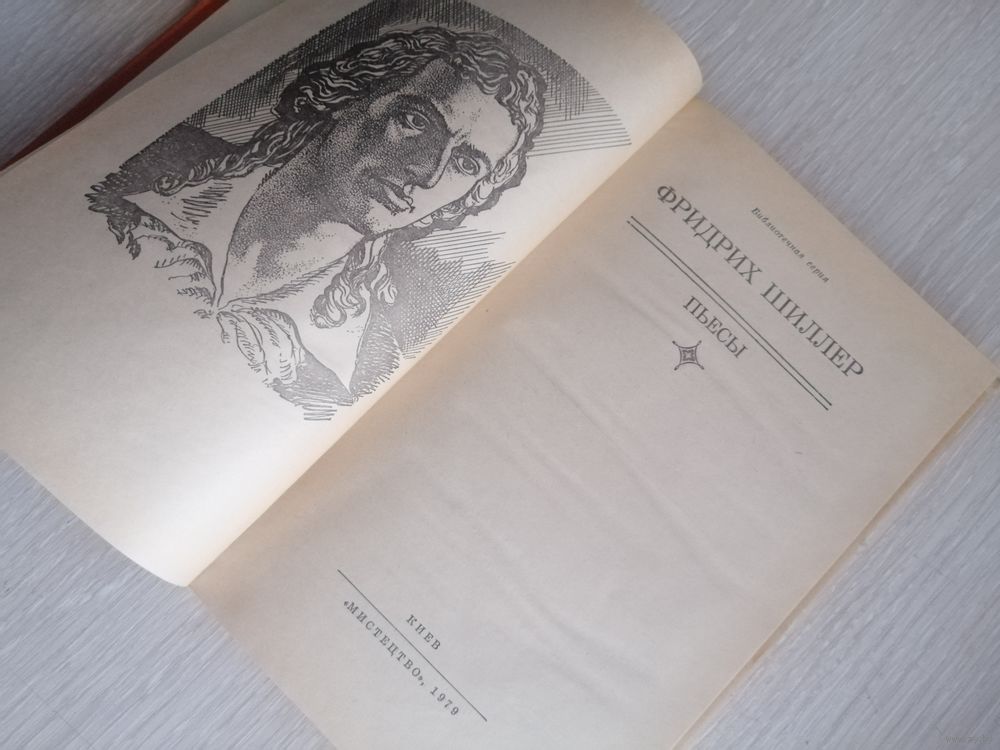 Библиотечная серия
ФРИДРИХ ШИЛЛЕР
ПЬЕСЫ
КИЕВ
«МИСТЕЦТВО», 1979